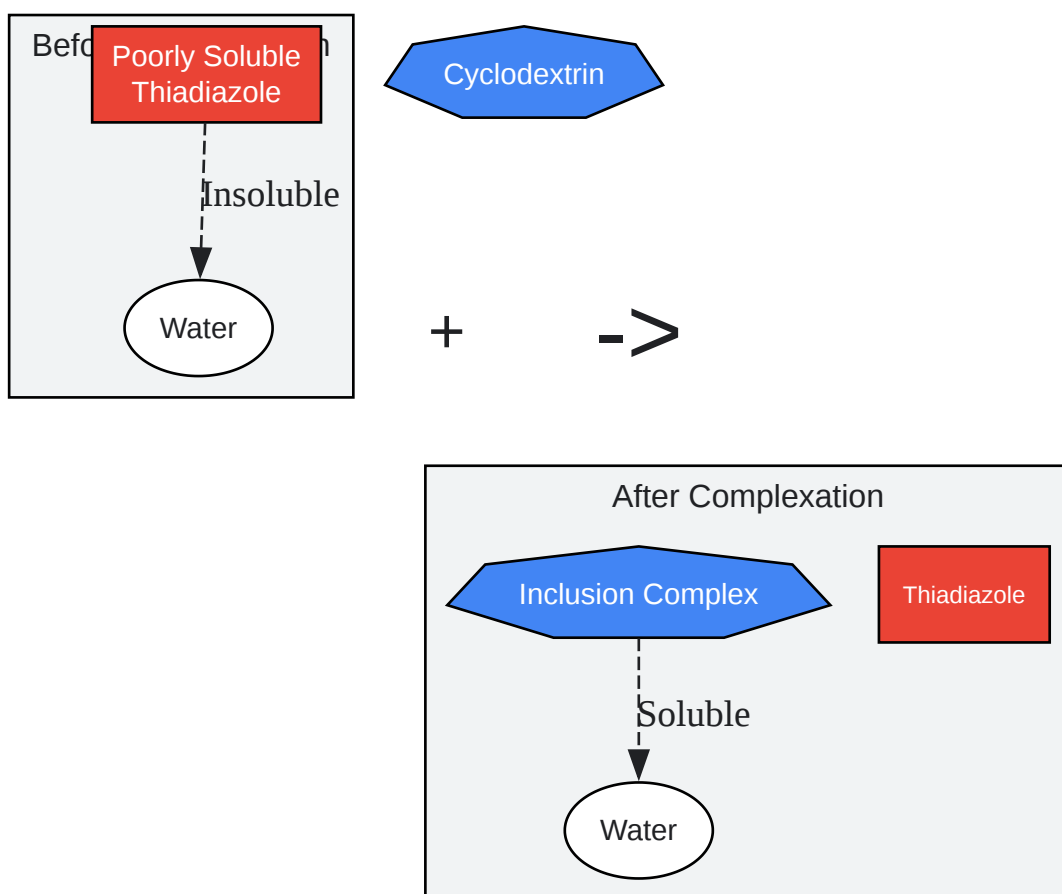 Poorly Soluble
Thiadiazole
Cyclodextrin
Insoluble
Water
+
->
After Complexation
Inclusion Complex
Thiadiazole
Soluble
Water